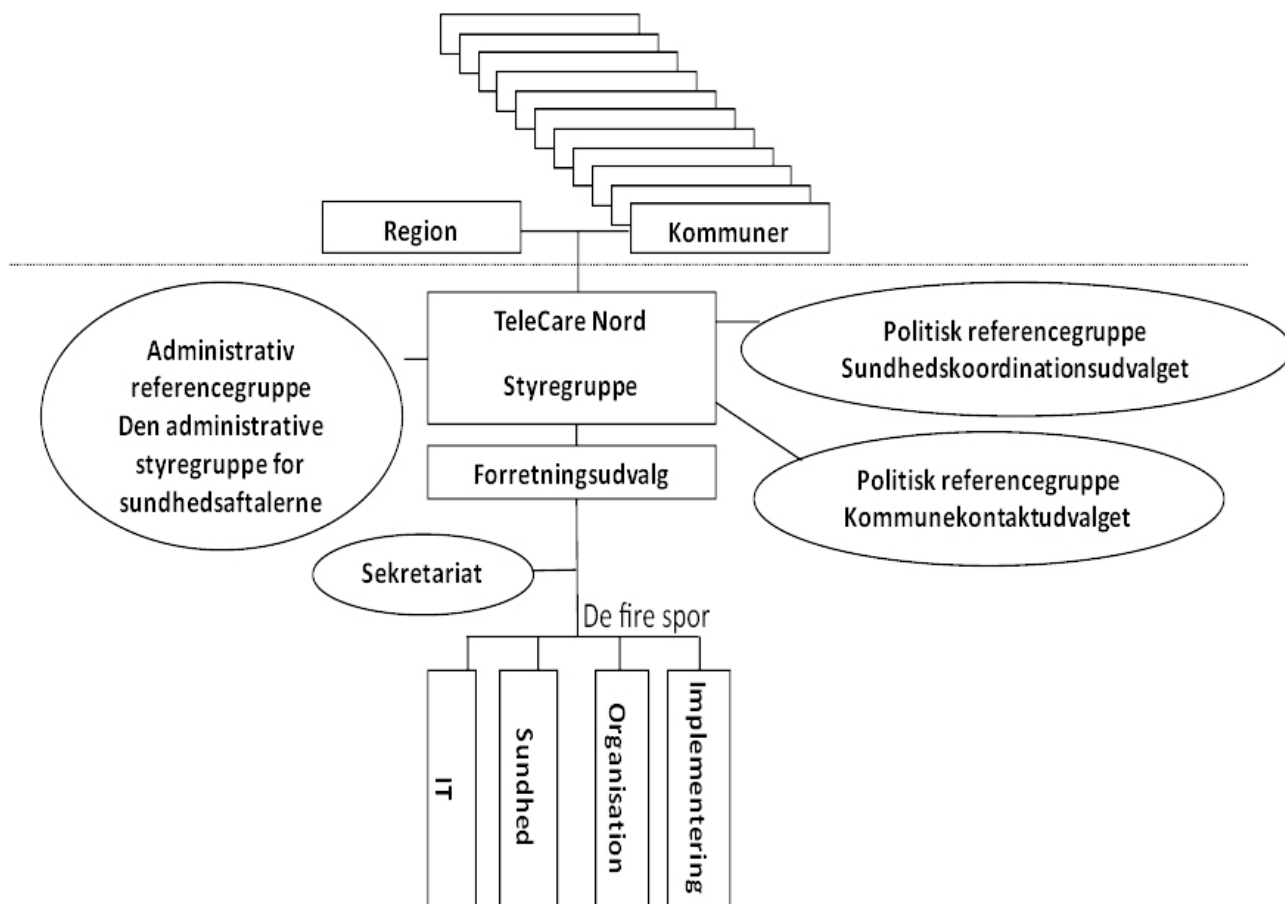 Region
Kommuner
TeleCare Nord
Styregruppe
Administrativ
referencegruppe
Den administrative
styregruppe for
sundhedsaftalerne
Politisk referencegruppe
Sundhedskoordinationsudvalget
Politisk referencegruppe
Kommunekontaktudvalget
Forretningsudvalg
Sekretariat
De fire spor
IT
Sundhed
Organisation
Implementering